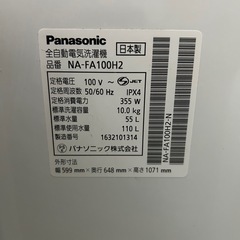 Panasonic
日本製
全自動電気洗濯機
品番 NA-FA100H2
定格電圧 100 V～ JET
定格周波数 50/60 Hz IPX4
定格消費電力 355 W
標準使用容量 10.0 kg
標準水量 55 L
標準使用水量 110 L
製造番号 1632101314
パナソニック株式会社
外形寸法
幅 599 mm × 奥行 648 mm × 高さ 1071 mm
NA-FA100H2-N